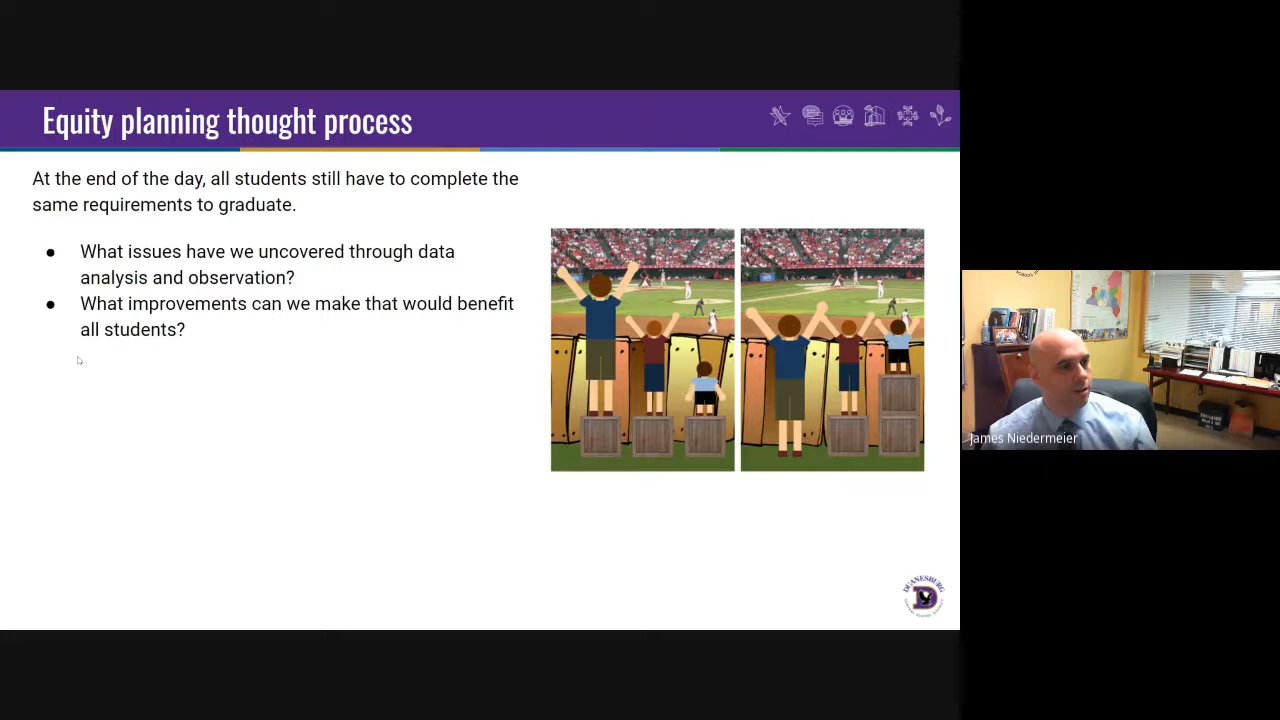 Equity planning thought process
At the end of the day, all students still have to complete the
same requirements to graduate.
● What issues have we uncovered through data
analysis and observation?
● What improvements can we make that would benefit
all students?
DUANESBURG
D
James Niedermeier